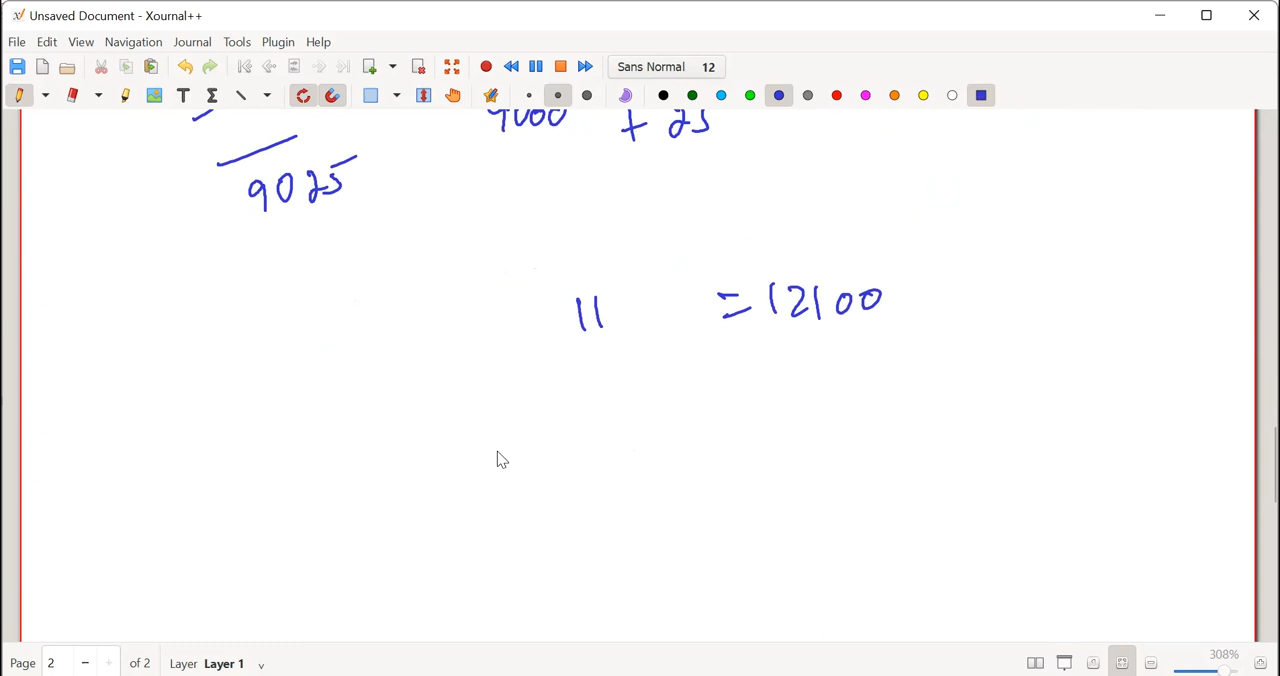 Unsaved Document - Xournal++
File Edit View Navigation Journal Tools Plugin Help
Sans Normal 12
9000 + 25
9025
11 = 12100
Page 2 of 2 Layer Layer 1 308%